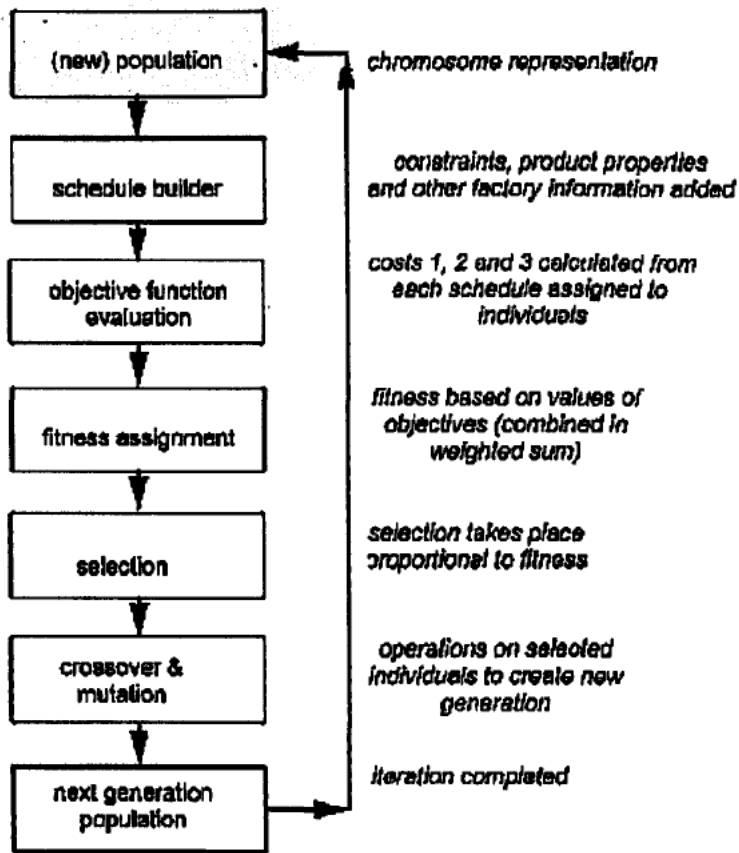 (new) population
chromosome representation
schedule builder
constraints, product properties
and other factory information added
objective function
evaluation
costs 1, 2 and 3 calculated from
each schedule assigned to
individuals
fitness assignment
fitness based on values of
objectives (combined in
weighted sum)
selection
selection takes place
proportional to fitness
crossover &
mutation
operations on selected
individuals to create new
generation
next generation
population
iteration completed